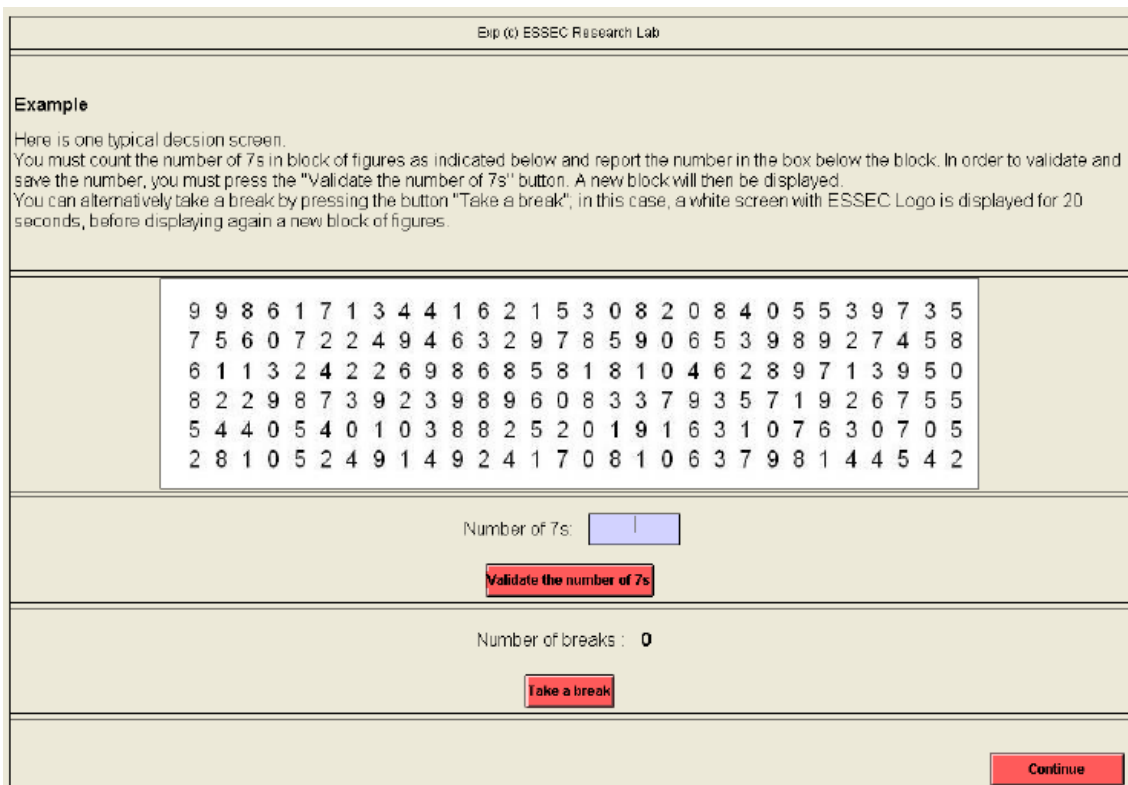 Exp (c) ESSEC Research Lab
Example
Here is one typical decsion screen.
You must count the number of 7s in block of figures as indicated below and report the number in the box below the block. In order to validate and
save the number, you must press the "Validate the number of 7s" button. A new block will then be displayed.
You can alternatively take a break by pressing the button "Take a break"; in this case, a white screen with ESSEC Logo is displayed for 20
seconds, before displaying again a new block of figures.
9 9 8 6 1 7 1 3 4 4 1 6 2 1 5 3 0 8 2 0 8 4 0 5 5 3 9 7 3 5
7 5 6 0 7 2 2 4 9 4 6 3 2 9 7 8 5 9 0 6 5 3 9 8 9 2 7 4 5 8
6 1 1 3 2 4 2 2 6 9 8 6 8 5 8 1 8 1 0 4 6 2 8 9 7 1 3 9 5 0
8 2 2 9 8 7 3 9 2 3 9 8 9 6 0 8 3 3 7 9 3 5 7 1 9 2 6 7 5 5
5 4 4 0 5 4 0 1 0 3 8 8 2 5 2 0 1 9 1 6 3 1 0 7 6 3 0 7 0 5
2 8 1 0 5 2 4 9 1 4 9 2 4 1 7 0 8 1 0 6 3 7 9 8 1 4 4 5 4 2
Number of 7s:
Validate the number of 7s
Number of breaks : 0
Take a break
Continue